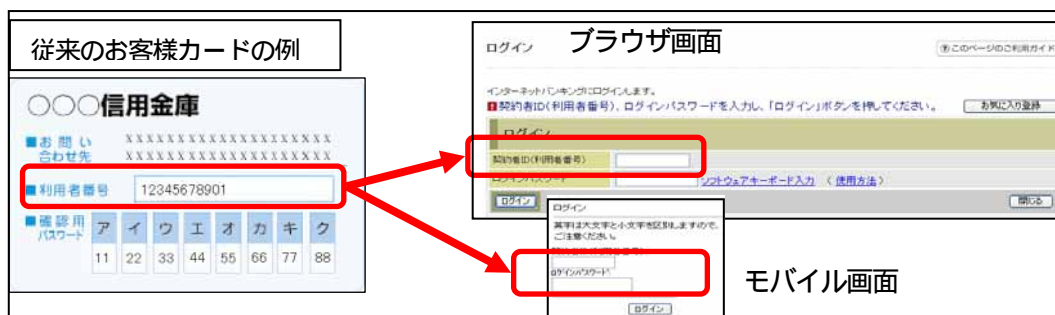 従来のお客様カードの例
○○○信用金庫
■お問い合わせ先
XXXXXXXXXXXXXXXXXXXXXXX
XXXXXXXXXXXXXXXXXXXXXXX
■利用者番号 12345678901
■確認用パスワード
ア イ ウ エ オ カ キ ク
11 22 33 44 55 66 77 88
ブラウザ画面
ログイン
このページのご利用ガイド
インターネットバンキングにログインします。
契約者ID(利用者番号)、ログインパスワードを入力し、「ログイン」ボタンを押してください。
お気に入り登録
ログイン
契約者ID(利用者番号)
ログインパスワード
ソフトウェアキーボード入力 (使用方法)
ログイン
閉じる
ログイン
英字は大文字と小文字を区別しますので、
ご注意ください。
ログインパスワード
ログイン
モバイル画面